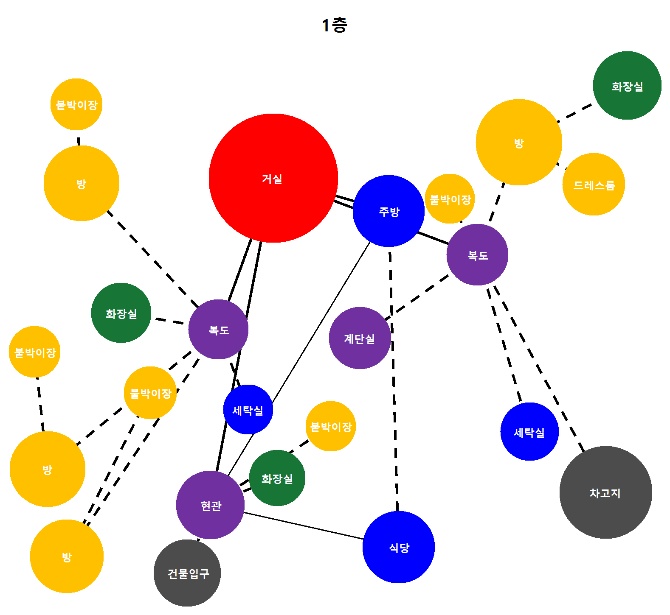 1층
화장실
붙박이장
방
방
거실
드레스룸
붙박이장
주방
복도
화장실
복도
계단실
붙박이장
붙박이장
세탁실
붙박이장
세탁실
방
화장실
차고지
현관
방
식당
건물입구